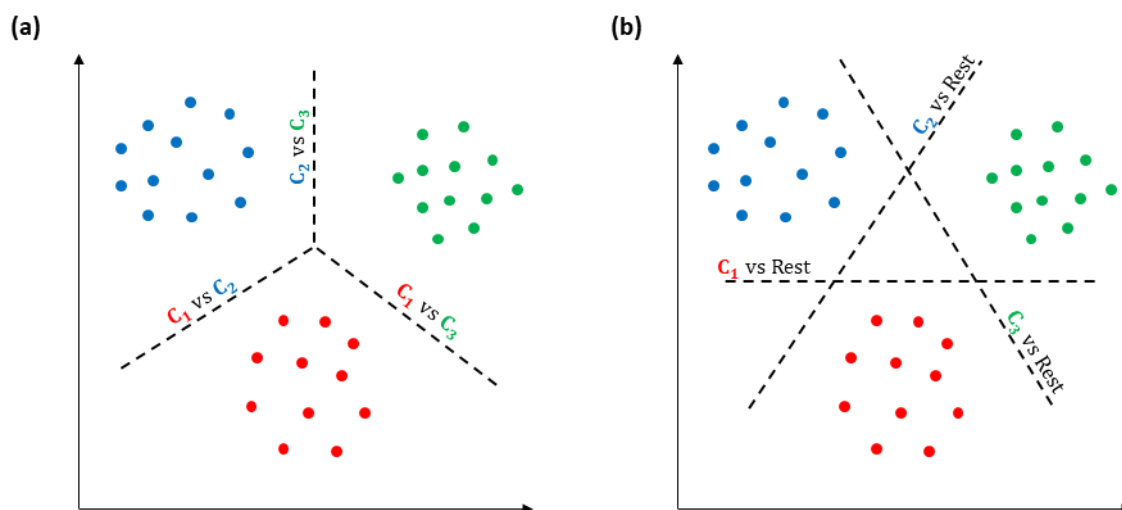 (a)
C₂ vs C₃
C₁ vs C₂
C₁ vs C₃
(b)
C₂ vs Rest
C₁ vs Rest
C₃ vs Rest